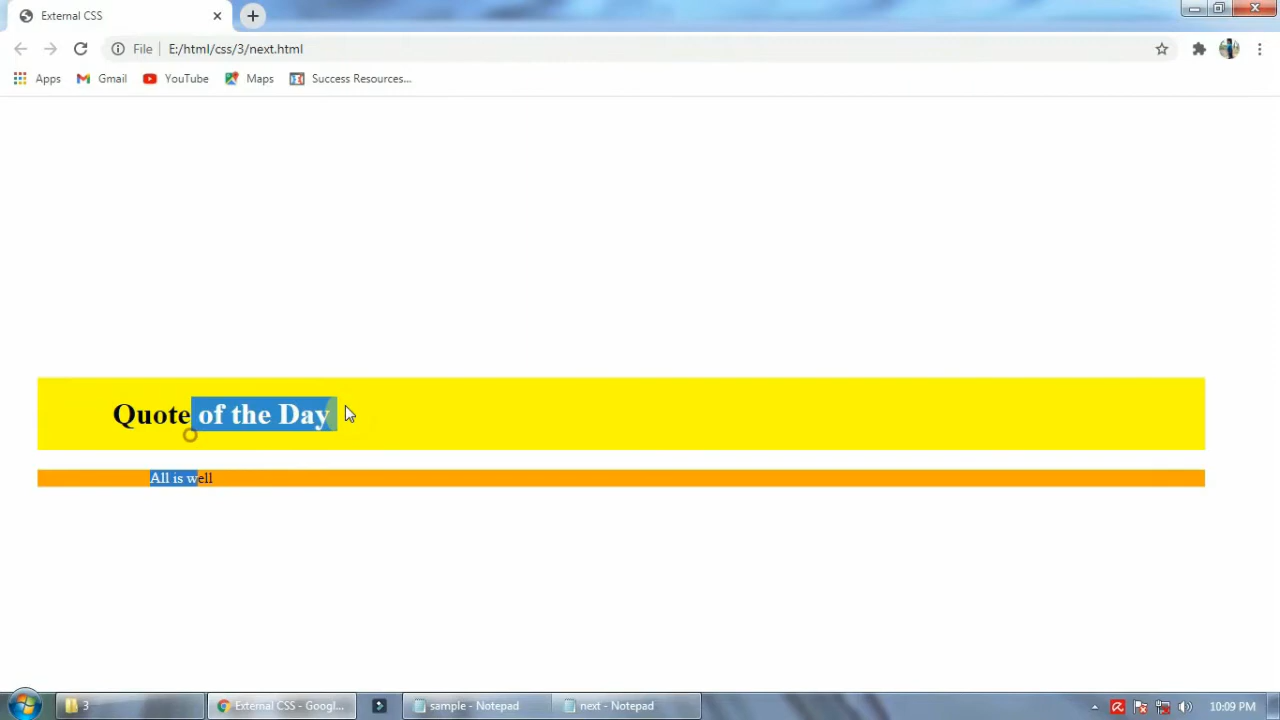 External CSS
File
E:/html/css/3/next.html
Apps
Gmail
YouTube
Maps
Success Resources...
Quote of the Day
All is well
3
External CSS - Googl...
sample - Notepad
next - Notepad
10:09 PM